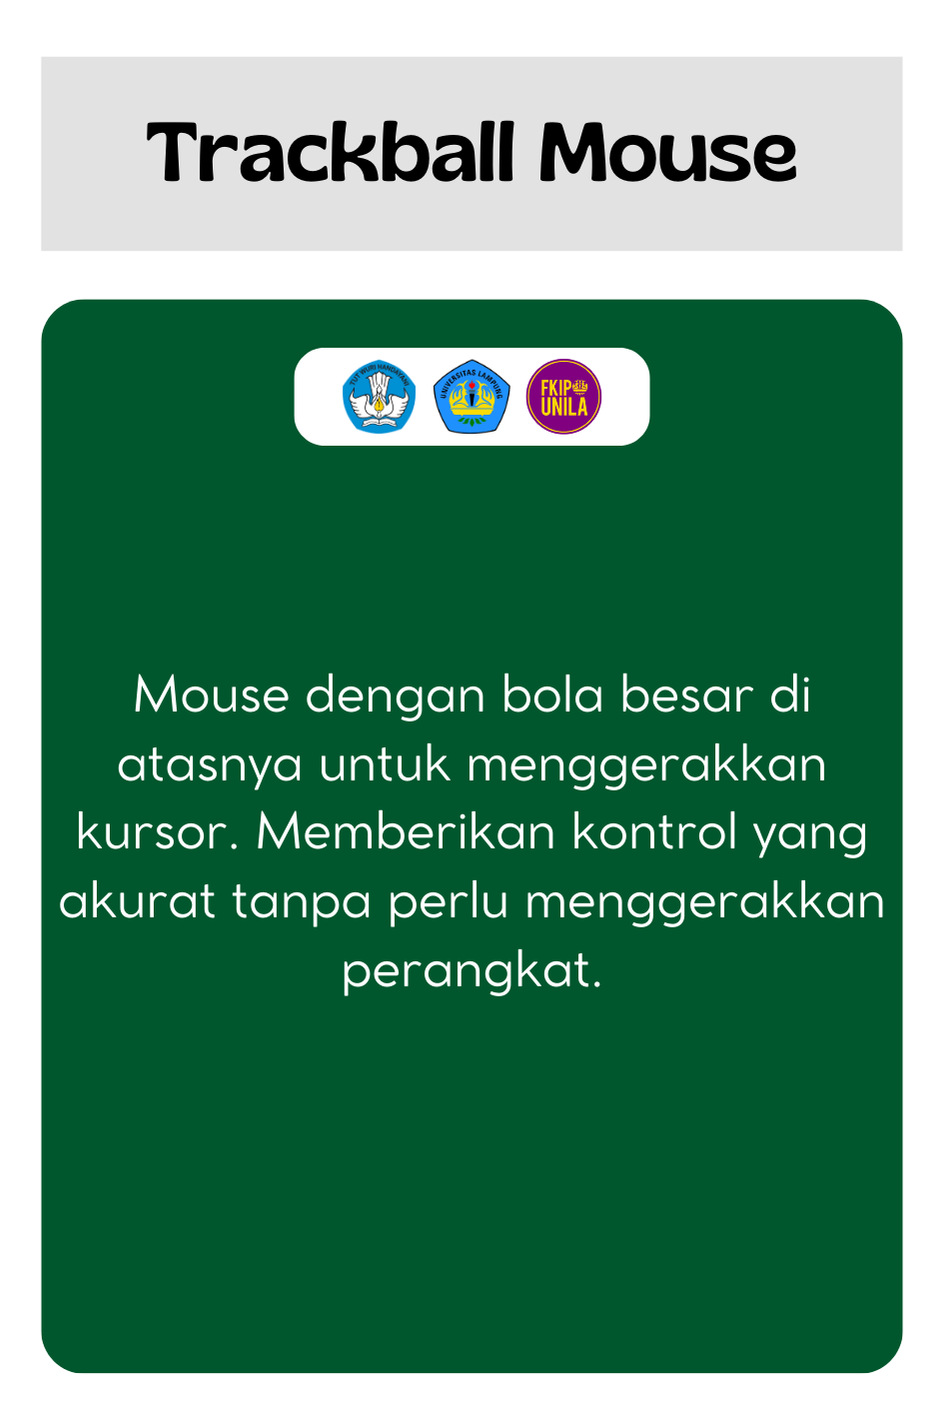 Trackball Mouse
TUT WURI HANDAYANI
UNIVERSITAS LAMPUNG
FKIP
UNILA
Mouse dengan bola besar di
atasnya untuk menggerakkan
kursor. Memberikan kontrol yang
akurat tanpa perlu menggerakkan
perangkat.